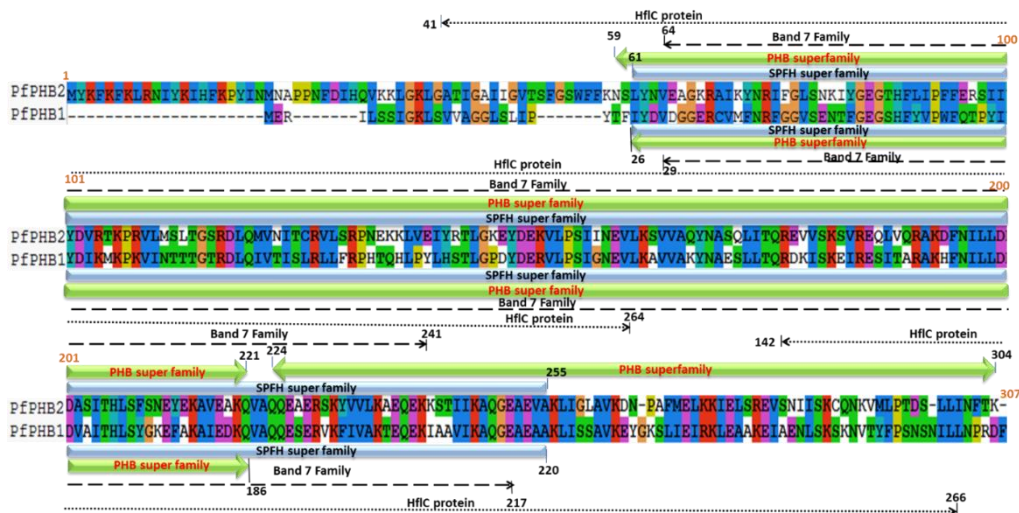 HflC protein
41
59 64 Band 7 Family 100
1 61 PHB superfamily
SPFH super family
PfPHB2 MYKFKFKLRNIYKIHFKPYINMNAPPNFDIHQVKKLGKLGATIGAIIGVTSFGSWFFKNSLYNVEAGKRAIKYNRIFGLSNKIYGEGTHFLIPFFERSII
PfPHB1 ---------------------MER------ILSSIGKLSVVAGGLSLIP-------YTFIYDVDGGERCVMFNRFGGVSENTFGEGSHFYVPWFQTPYI
SPFH super family
PHB superfamily
26 29 Band 7 Family
HflC protein
101 Band 7 Family 200
PHB super family
SPFH super family
PfPHB2 YDVRTKPRVLMSLTGSRDLQMVNITCRVLSRPNEKKLVEIYRTLGKEYDEKVLPSIINEVLKSVVAQYNASQLITQREVVSKSVREQLVQRAKDFNILLD
PfPHB1 YDIKMKPKVINTTTGTRDLQIVTISLRLLFRPHTQHLPYLHSTLGPDYDERVLPSIGNEVLKAVVAKYNAESLLTQRDKISKEIRESITARAKHFNILLD
SPFH super family
PHB super family
Band 7 Family
HflC protein 264
Band 7 Family 241 142 HflC protein
201 221 224 304
PHB super family 255 PHB superfamily
SPFH super family 307
PfPHB2 DASITHLSFSNEYEKAVEAKQVAQQEAERSKYVVLKAEQEKKSTIIKAQGEAEVAKLIGLAVKDN-PAFMELKKIELSREVSNIISKCQNKVMLPTDS-LLINFTK-
PfPHB1 DVAITHLSYGKEFAKAIEDKQVAQQESERVKFIVAKTEQEKIAAVIKAQGEAEAAKLISSAVKEYGKSLIEIRKLEAAKEIAENLSKSKNVTYFPSNSNILLNPRDF
SPFH super family
PHB super family 220
186 Band 7 Family 217
HflC protein 266